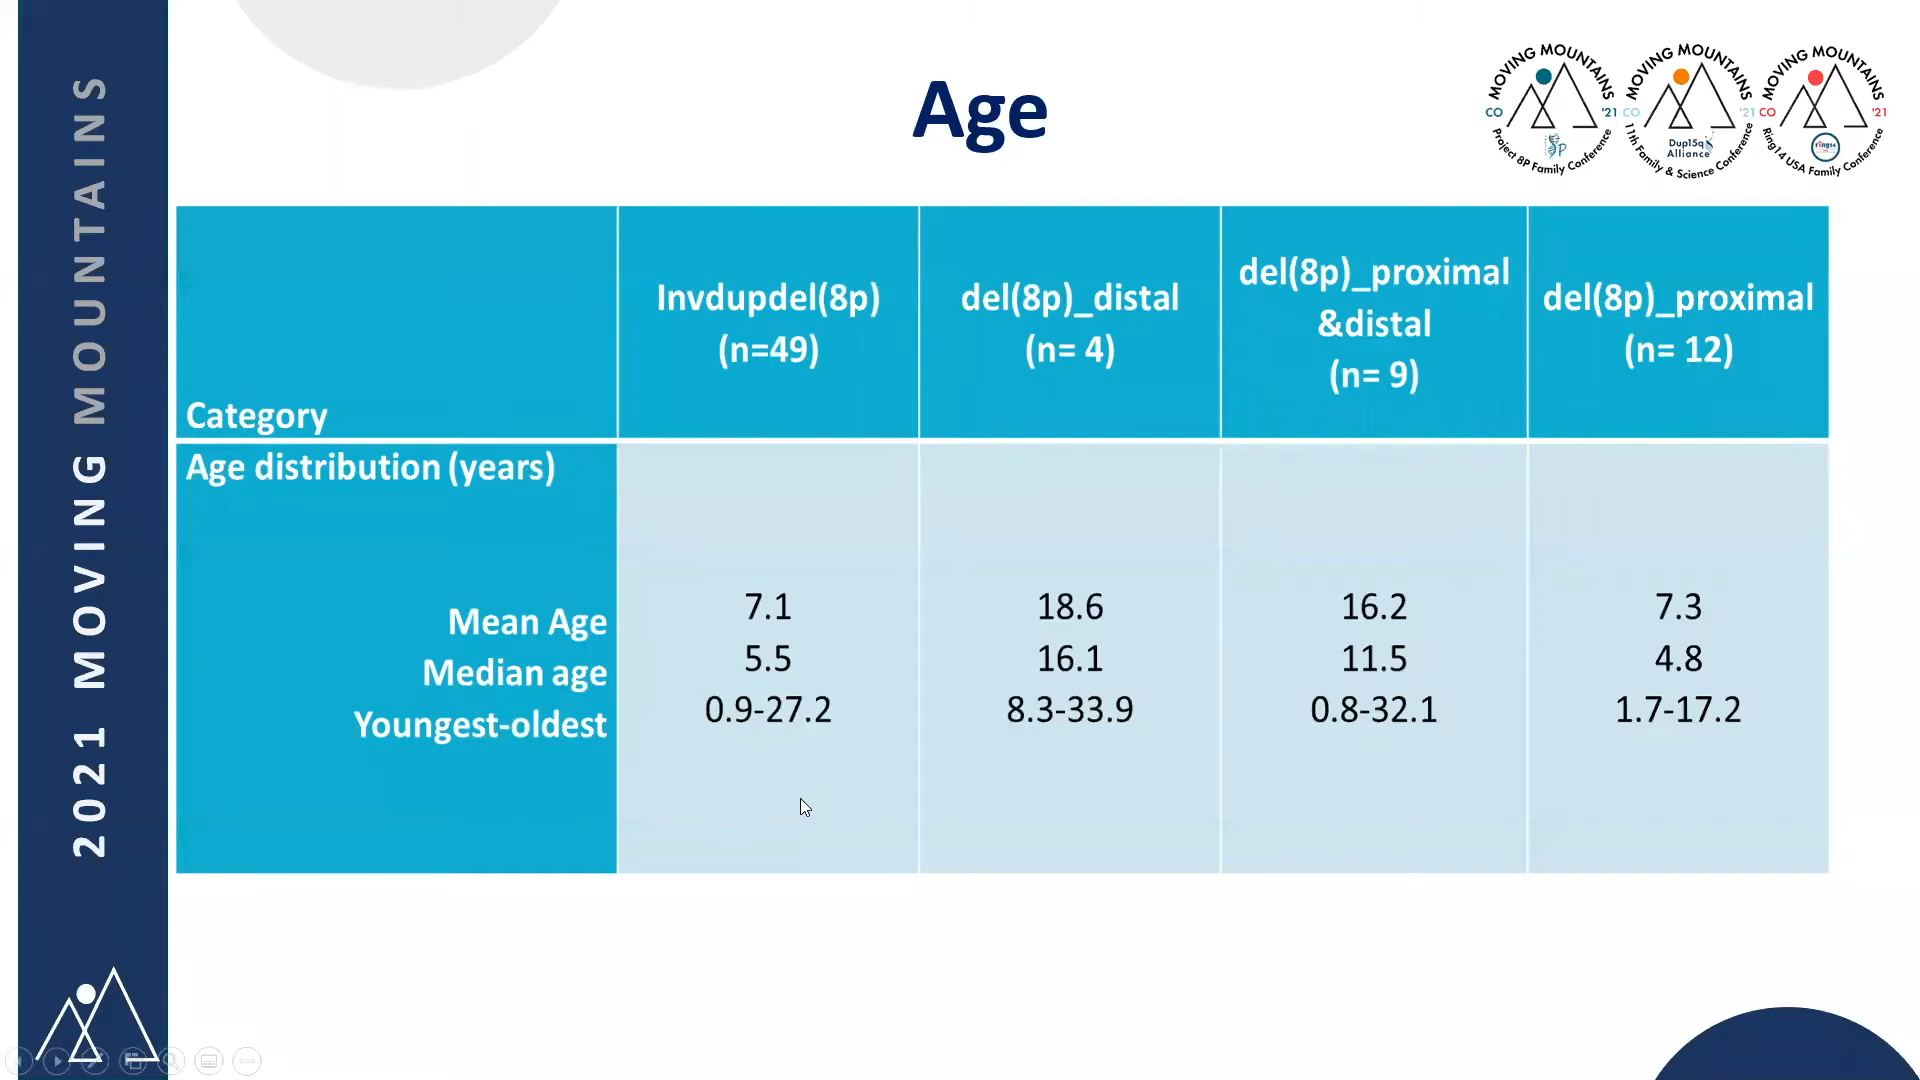 2021 MOVING MOUNTAINS
Age
MOVING MOUNTAINS
CO '21
Project 8P Family Conference
MOVING MOUNTAINS
CO '21
Dup15q
Alliance
11th Family & Science Conference
MOVING MOUNTAINS
CO '21
ring14
Ring14 USA Family Conference
Category
Invdupdel(8p)
(n=49)
del(8p)_distal
(n= 4)
del(8p)_proximal
&distal
(n= 9)
del(8p)_proximal
(n= 12)
Age distribution (years)
Mean Age 7.1 18.6 16.2 7.3
Median age 5.5 16.1 11.5 4.8
Youngest-oldest 0.9-27.2 8.3-33.9 0.8-32.1 1.7-17.2